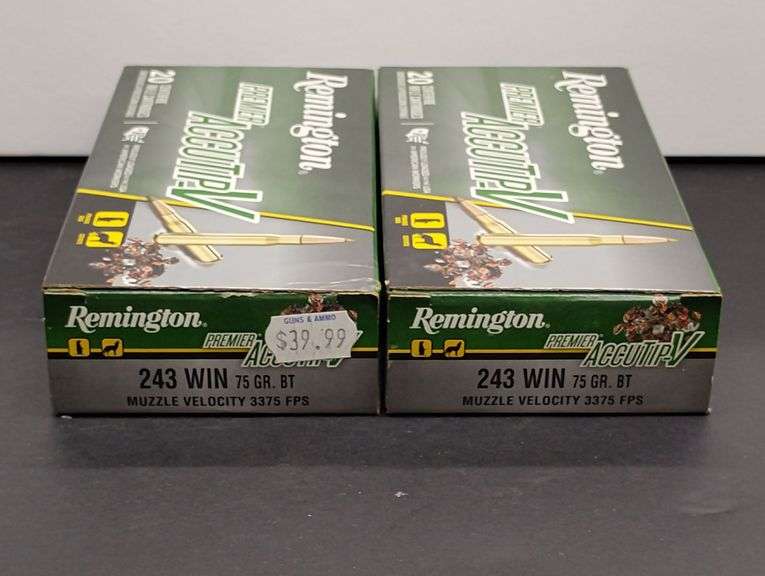 Remington
PREMIER
ACCUTIP-V
20
Remington
PREMIER
ACCUTIP-V
20
Remington
PREMIER
ACCUTIP-V
GUNS & AMMO
$39.99
243 WIN 75 GR. BT
MUZZLE VELOCITY 3375 FPS
Remington
PREMIER
ACCUTIP-V
243 WIN 75 GR. BT
MUZZLE VELOCITY 3375 FPS